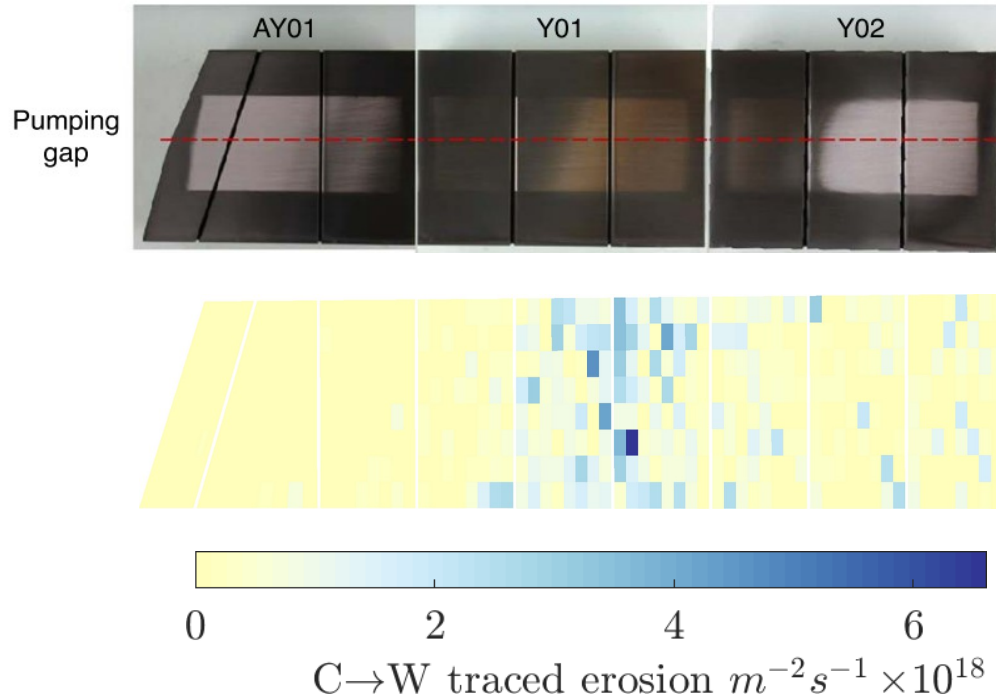 AY01 Y01 Y02
Pumping
gap
0 2 4 6
C→W traced erosion m⁻²s⁻¹ ×10¹⁸